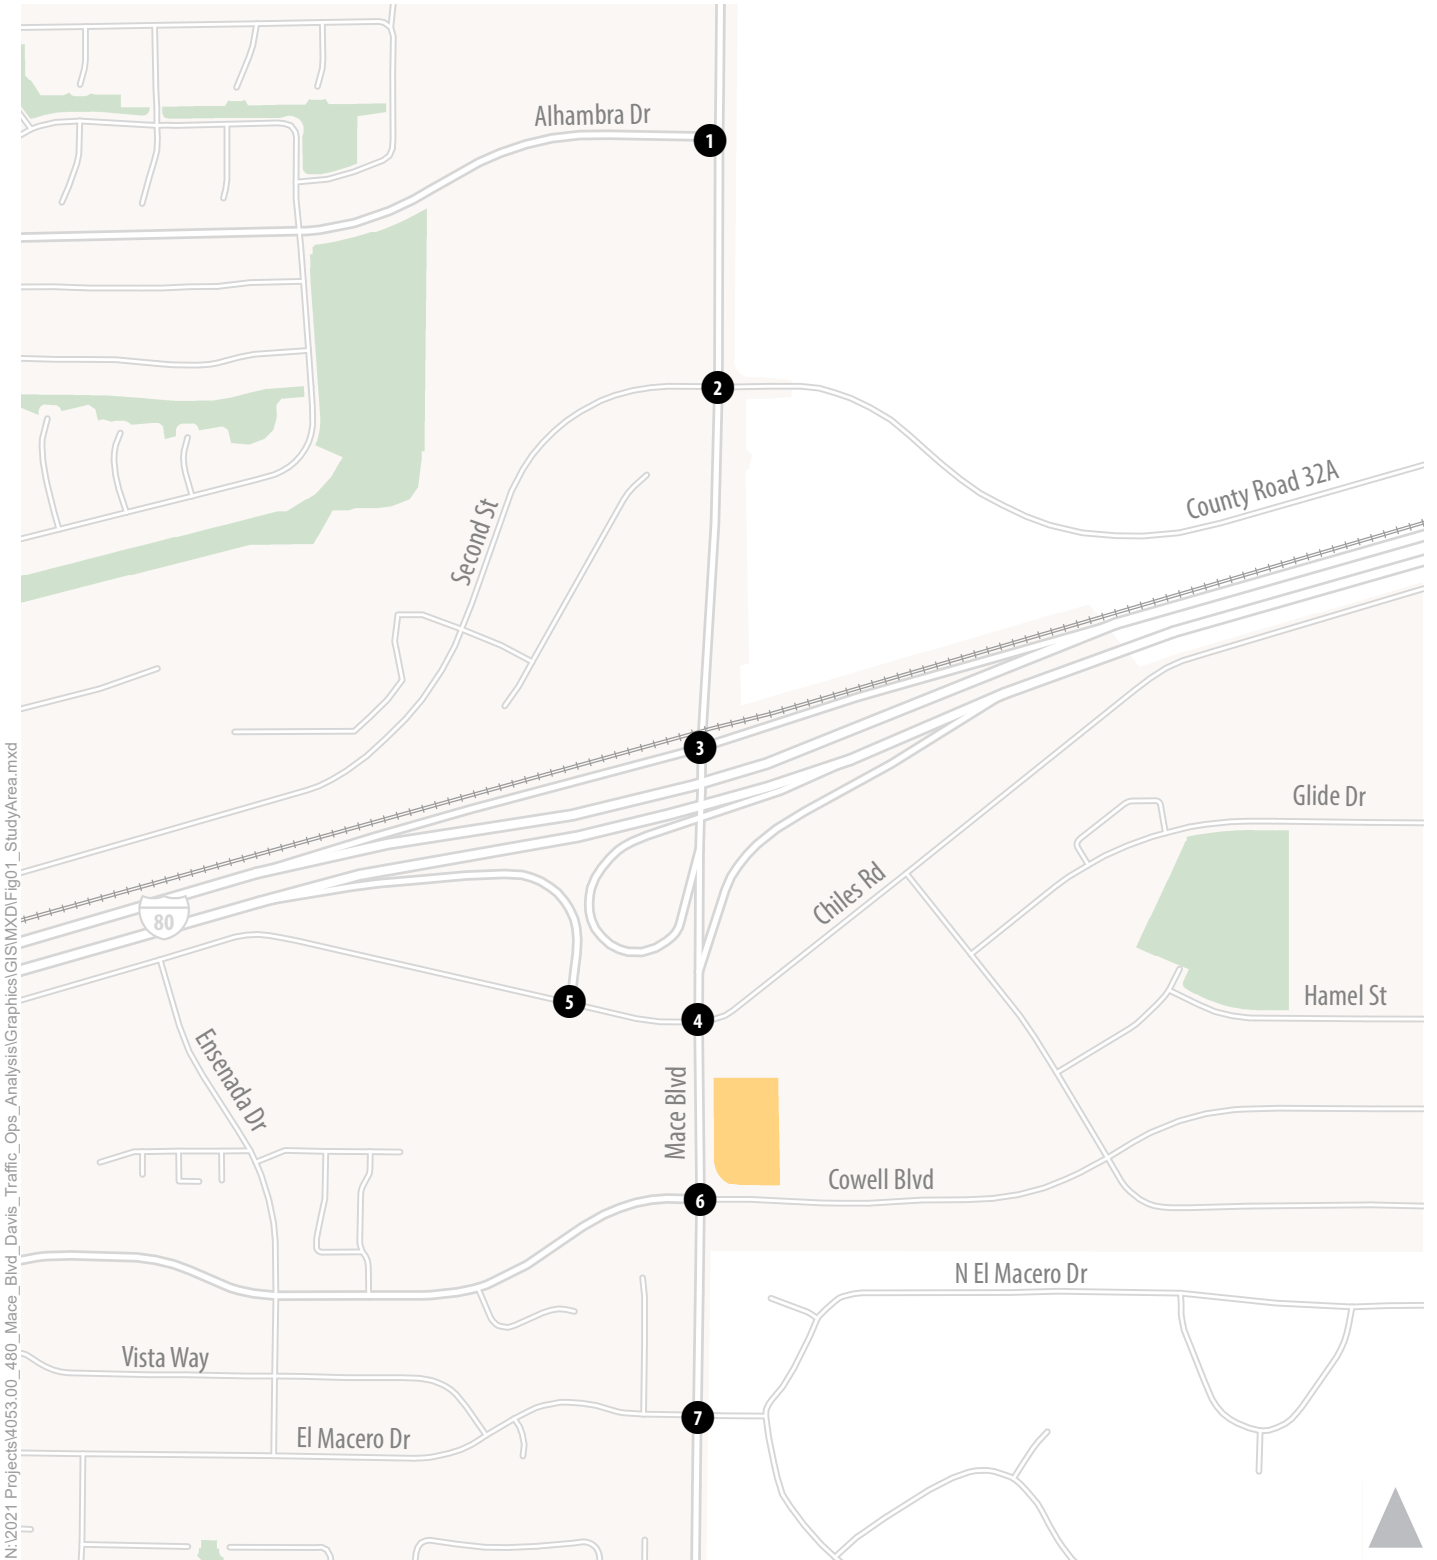 Alhambra Dr
1
2
County Road 32A
Second St
3
Glide Dr
Chiles Rd
80
5
4
Hamel St
Ensenada Dr
Mace Blvd
Cowell Blvd
6
N El Macero Dr
Vista Way
7
El Macero Dr
N:\2021 Projects\4053.00_480_Mace_Blvd_Davis_Traffic_Ops_Analysis\Graphics\GIS\MXD\Fig01_StudyArea.mxd